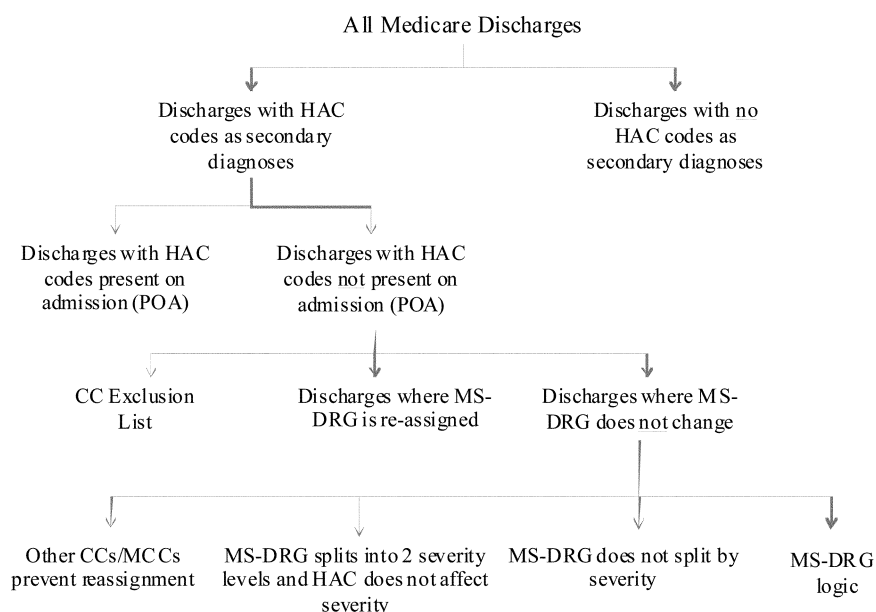 All Medicare Discharges
Discharges with HAC
codes as secondary
diagnoses
Discharges with no
HAC codes as
secondary diagnoses
Discharges with HAC
codes present on
admission (POA)
Discharges with HAC
codes not present on
admission (POA)
CC Exclusion
List
Discharges where MS-
DRG is re-assigned
Discharges where MS-
DRG does not change
Other CCs/MCCs
prevent reassignment
MS-DRG splits into 2 severity
levels and HAC does not affect
severity
MS-DRG does not split by
severity
MS-DRG
logic